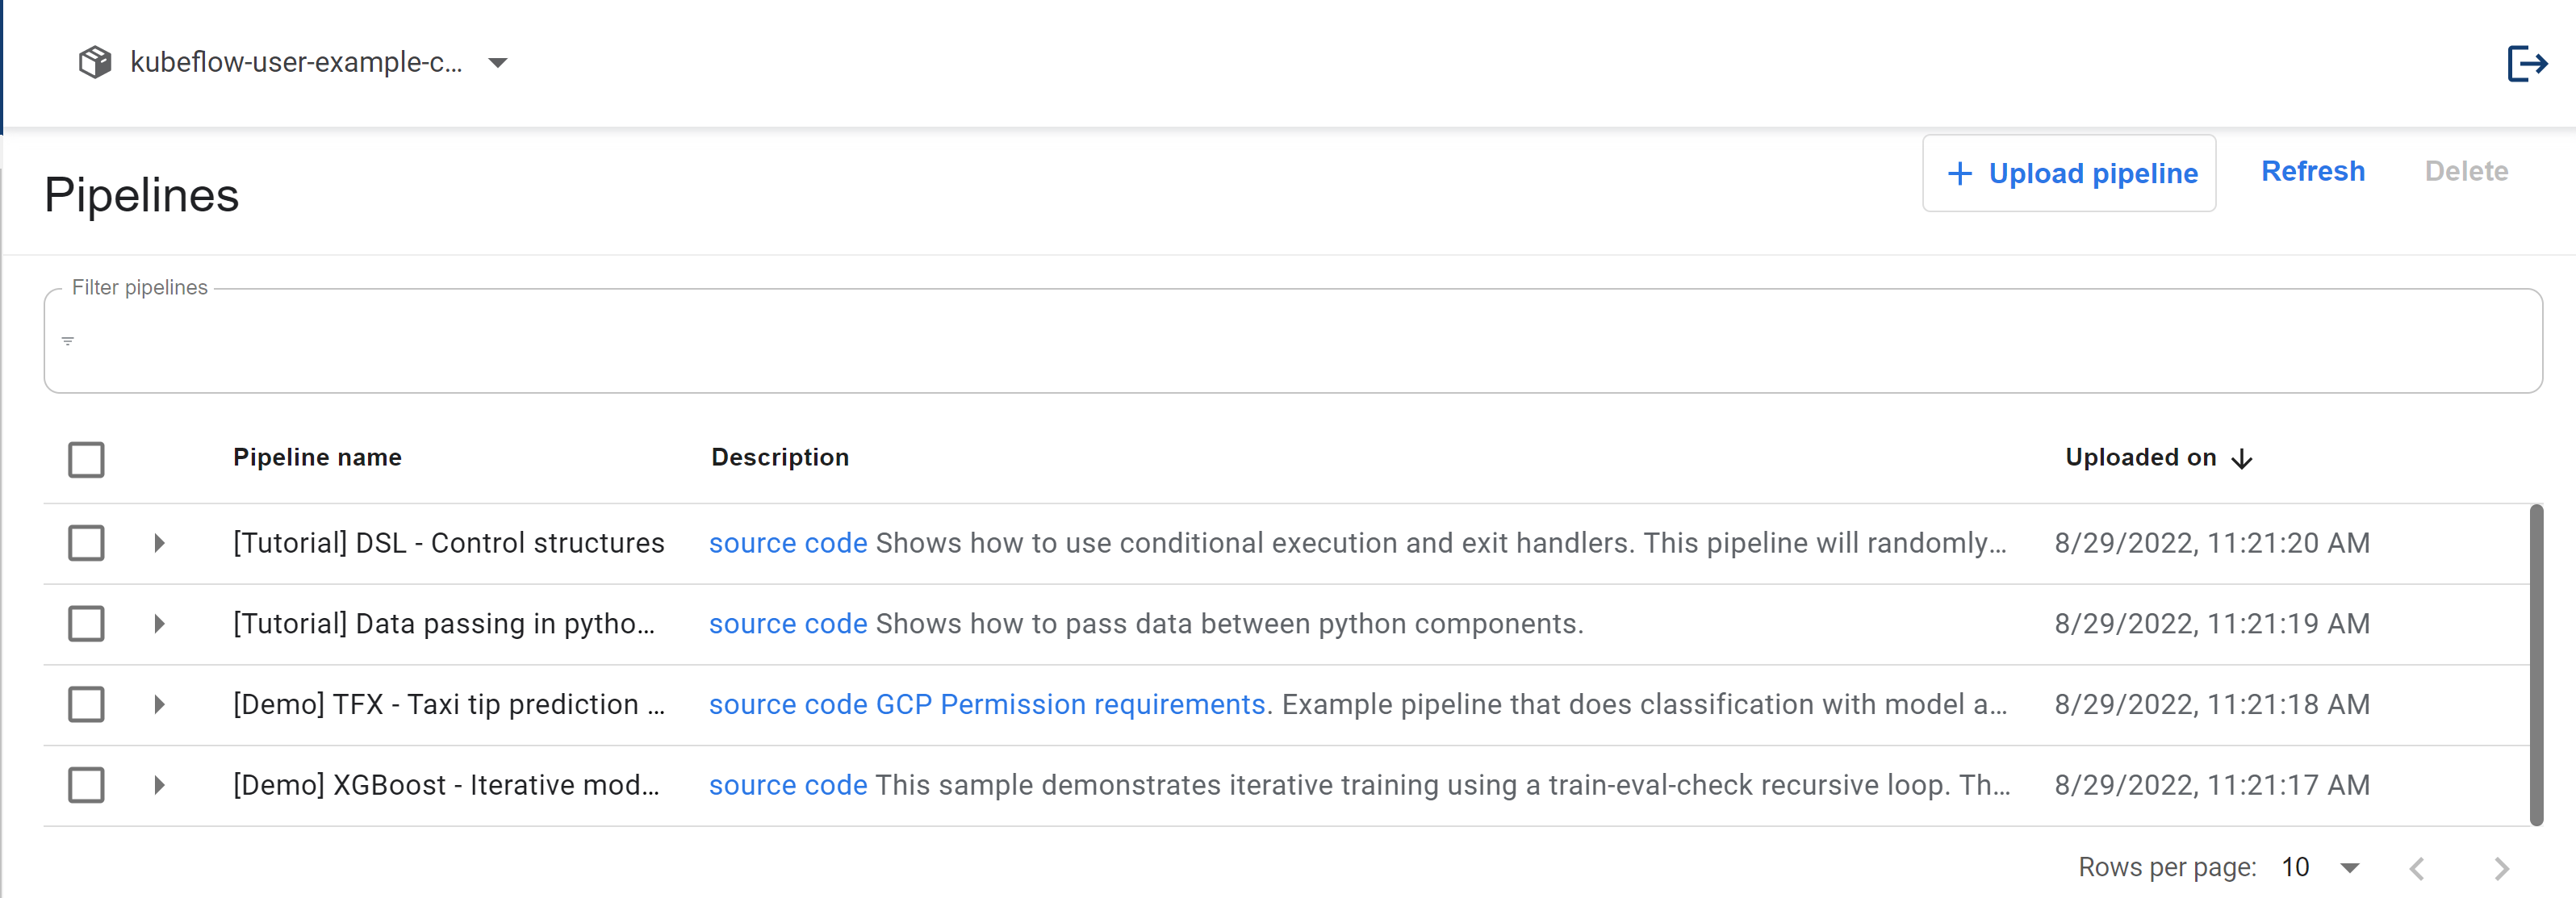 kubeflow-user-example-c...
Pipelines
+ Upload pipeline Refresh Delete
Filter pipelines
Pipeline name Description Uploaded on
[Tutorial] DSL - Control structures source code Shows how to use conditional execution and exit handlers. This pipeline will randomly... 8/29/2022, 11:21:20 AM
[Tutorial] Data passing in pytho... source code Shows how to pass data between python components. 8/29/2022, 11:21:19 AM
[Demo] TFX - Taxi tip prediction ... source code GCP Permission requirements. Example pipeline that does classification with model a... 8/29/2022, 11:21:18 AM
[Demo] XGBoost - Iterative mod... source code This sample demonstrates iterative training using a train-eval-check recursive loop. Th... 8/29/2022, 11:21:17 AM
Rows per page: 10